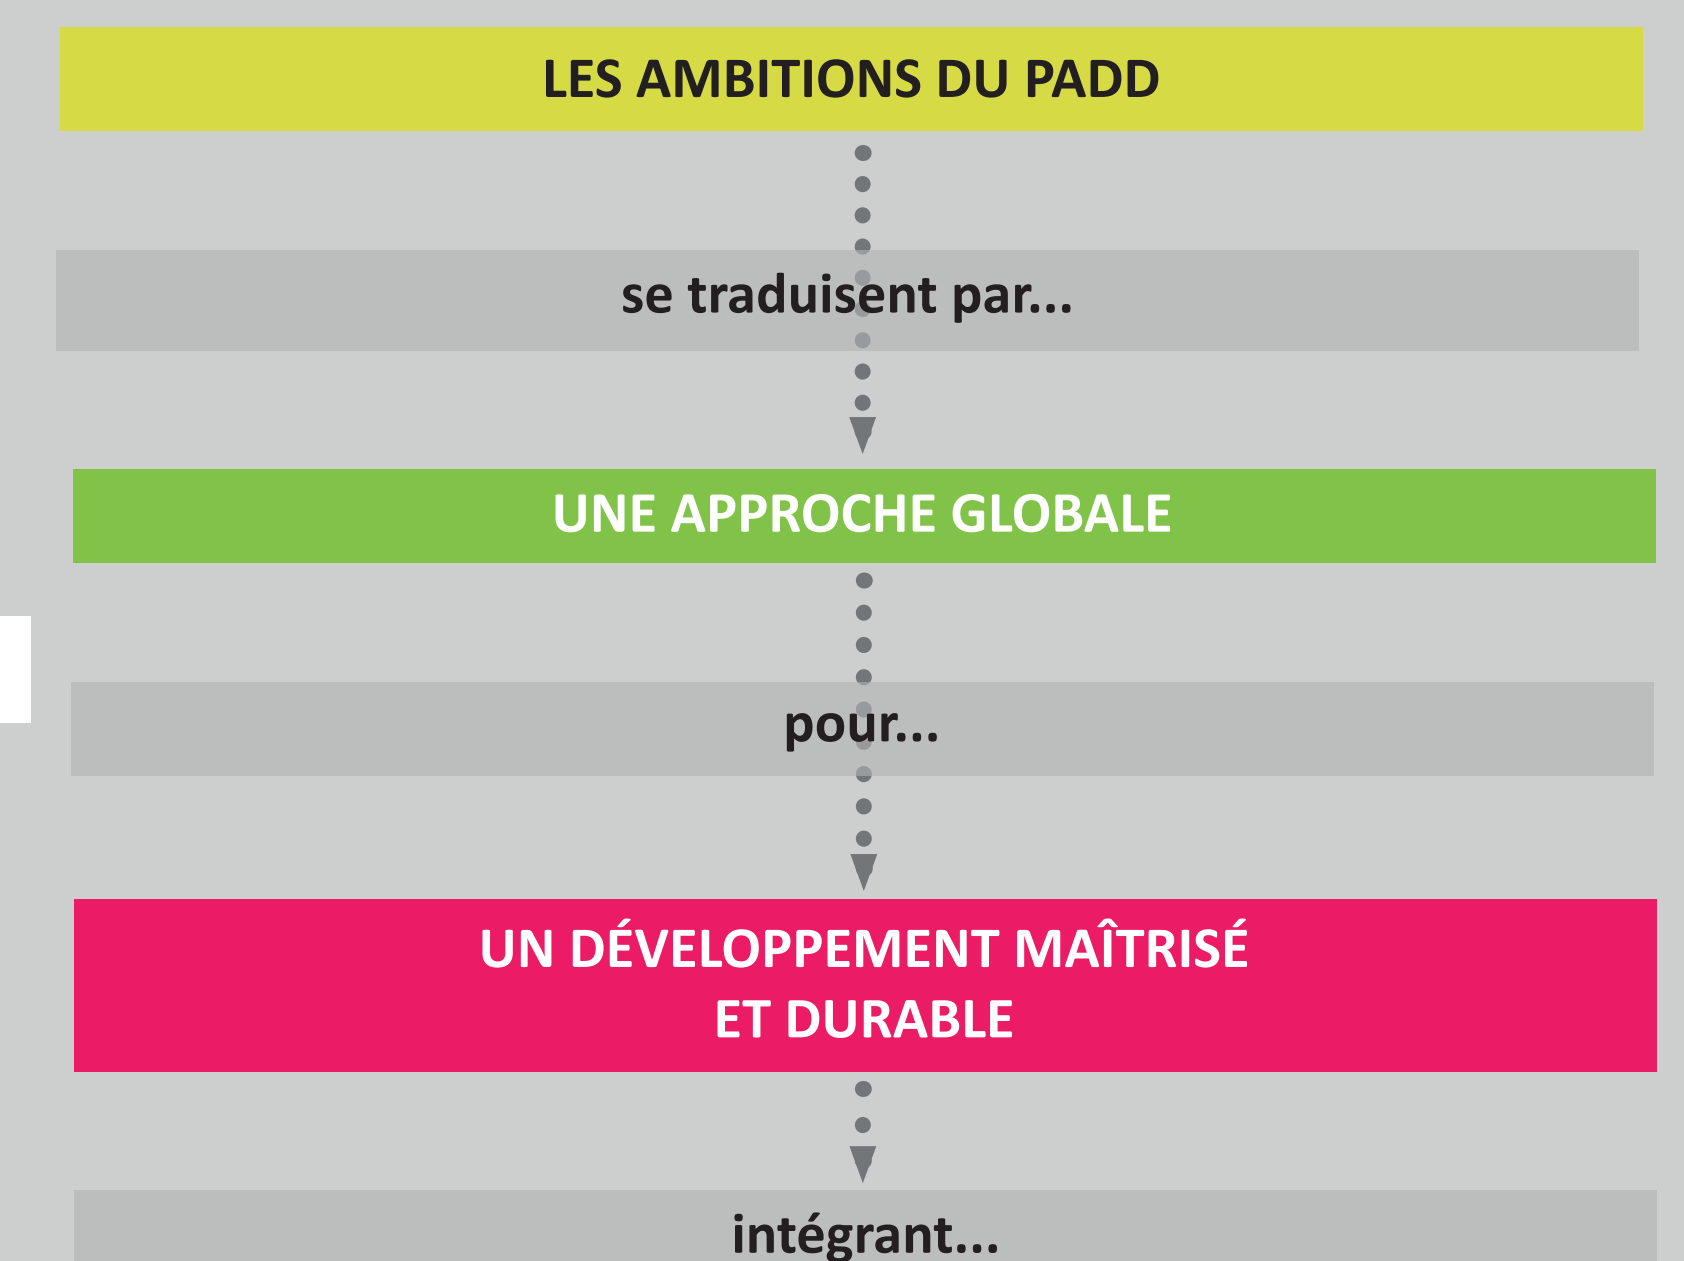 LES AMBITIONS DU PADD
se traduisent par...
UNE APPROCHE GLOBALE
pour...
UN DÉVELOPPEMENT MAÎTRISÉ
ET DURABLE
intégrant...